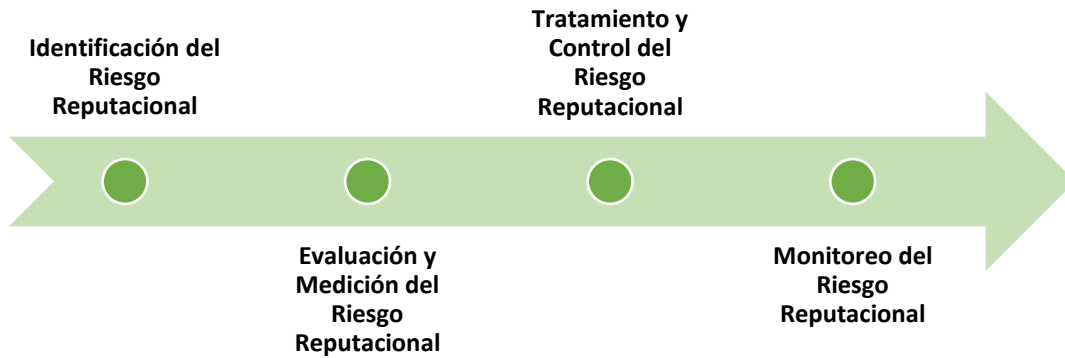 Identificación del
Riesgo
Reputacional
Evaluación y
Medición del
Riesgo
Reputacional
Tratamiento y
Control del
Riesgo
Reputacional
Monitoreo del
Riesgo
Reputacional